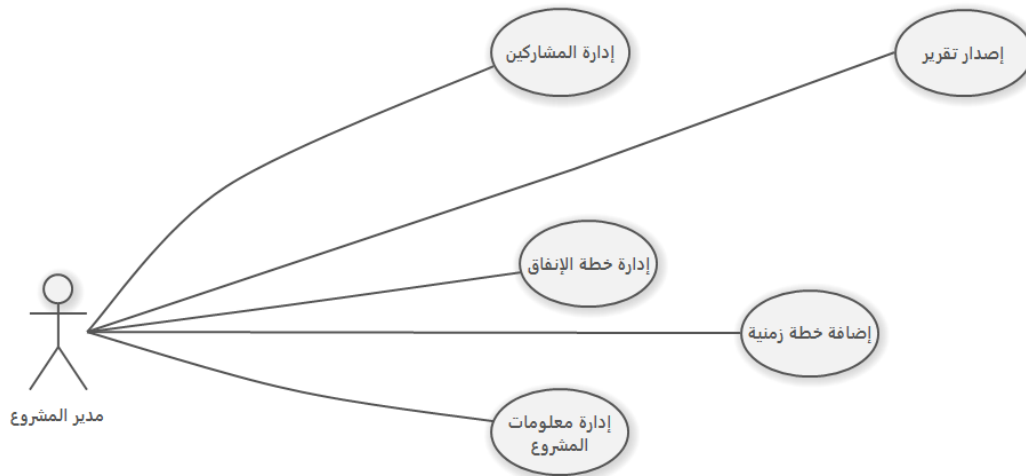 إدارة المشاركين
إصدار تقرير
إدارة خطة الإنفاق
إضافة خطة زمنية
مدير المشروع
إدارة معلومات
المشروع